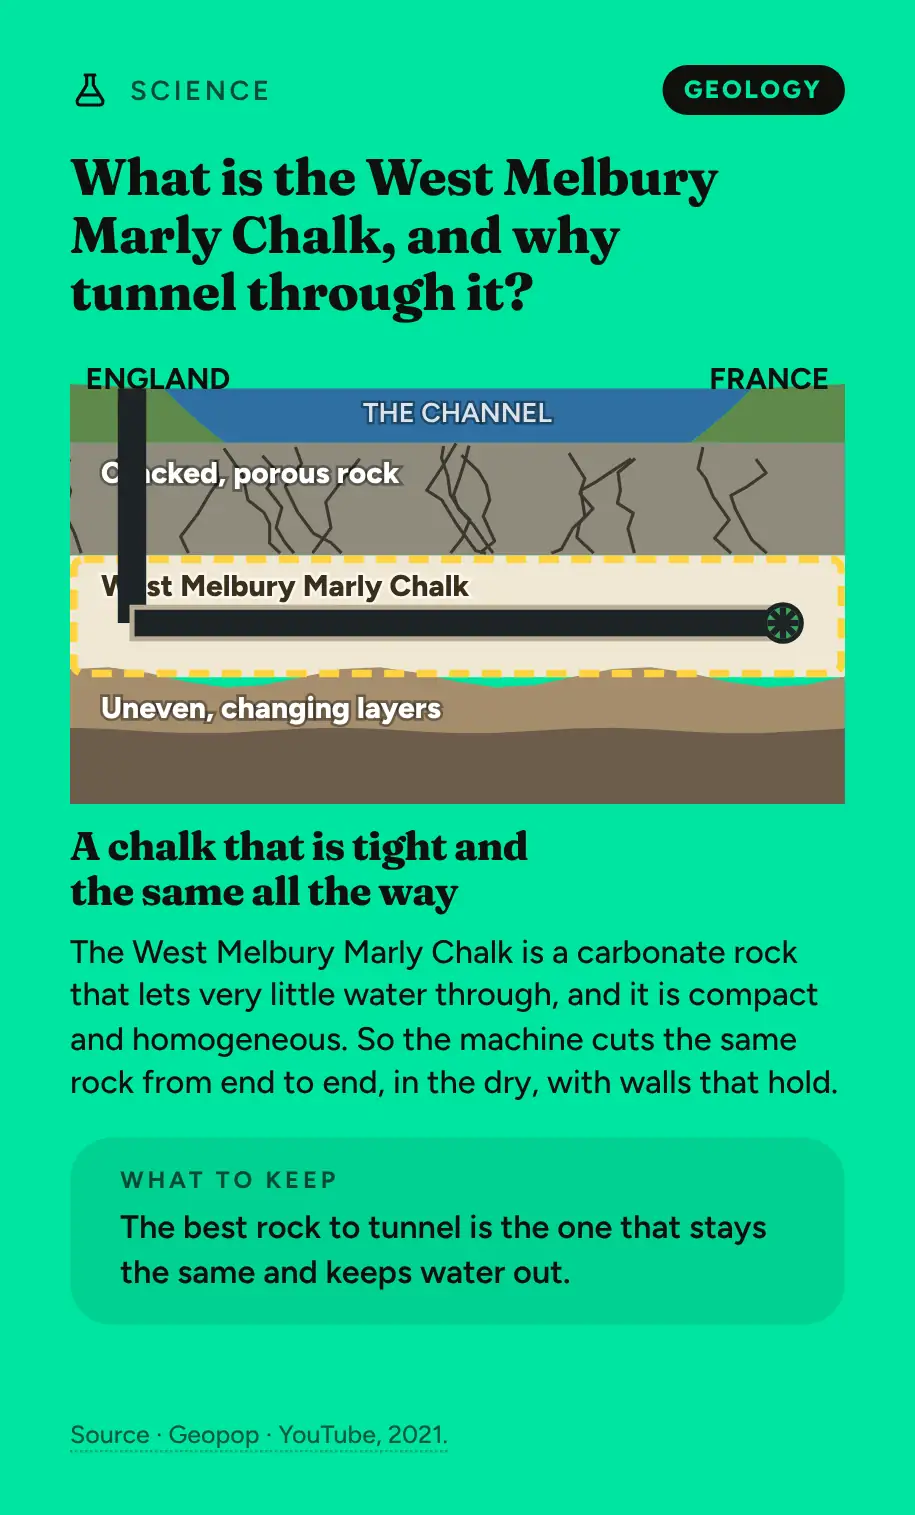 SCIENCE
GEOLOGY
What is the West Melbury
Marly Chalk, and why
tunnel through it?
ENGLAND
FRANCE
THE CHANNEL
Cracked, porous rock
West Melbury Marly Chalk
Uneven, changing layers
A chalk that is tight and
the same all the way
The West Melbury Marly Chalk is a carbonate rock
that lets very little water through, and it is compact
and homogeneous. So the machine cuts the same
rock from end to end, in the dry, with walls that hold.
WHAT TO KEEP
The best rock to tunnel is the one that stays
the same and keeps water out.
Source · Geopop · YouTube, 2021.